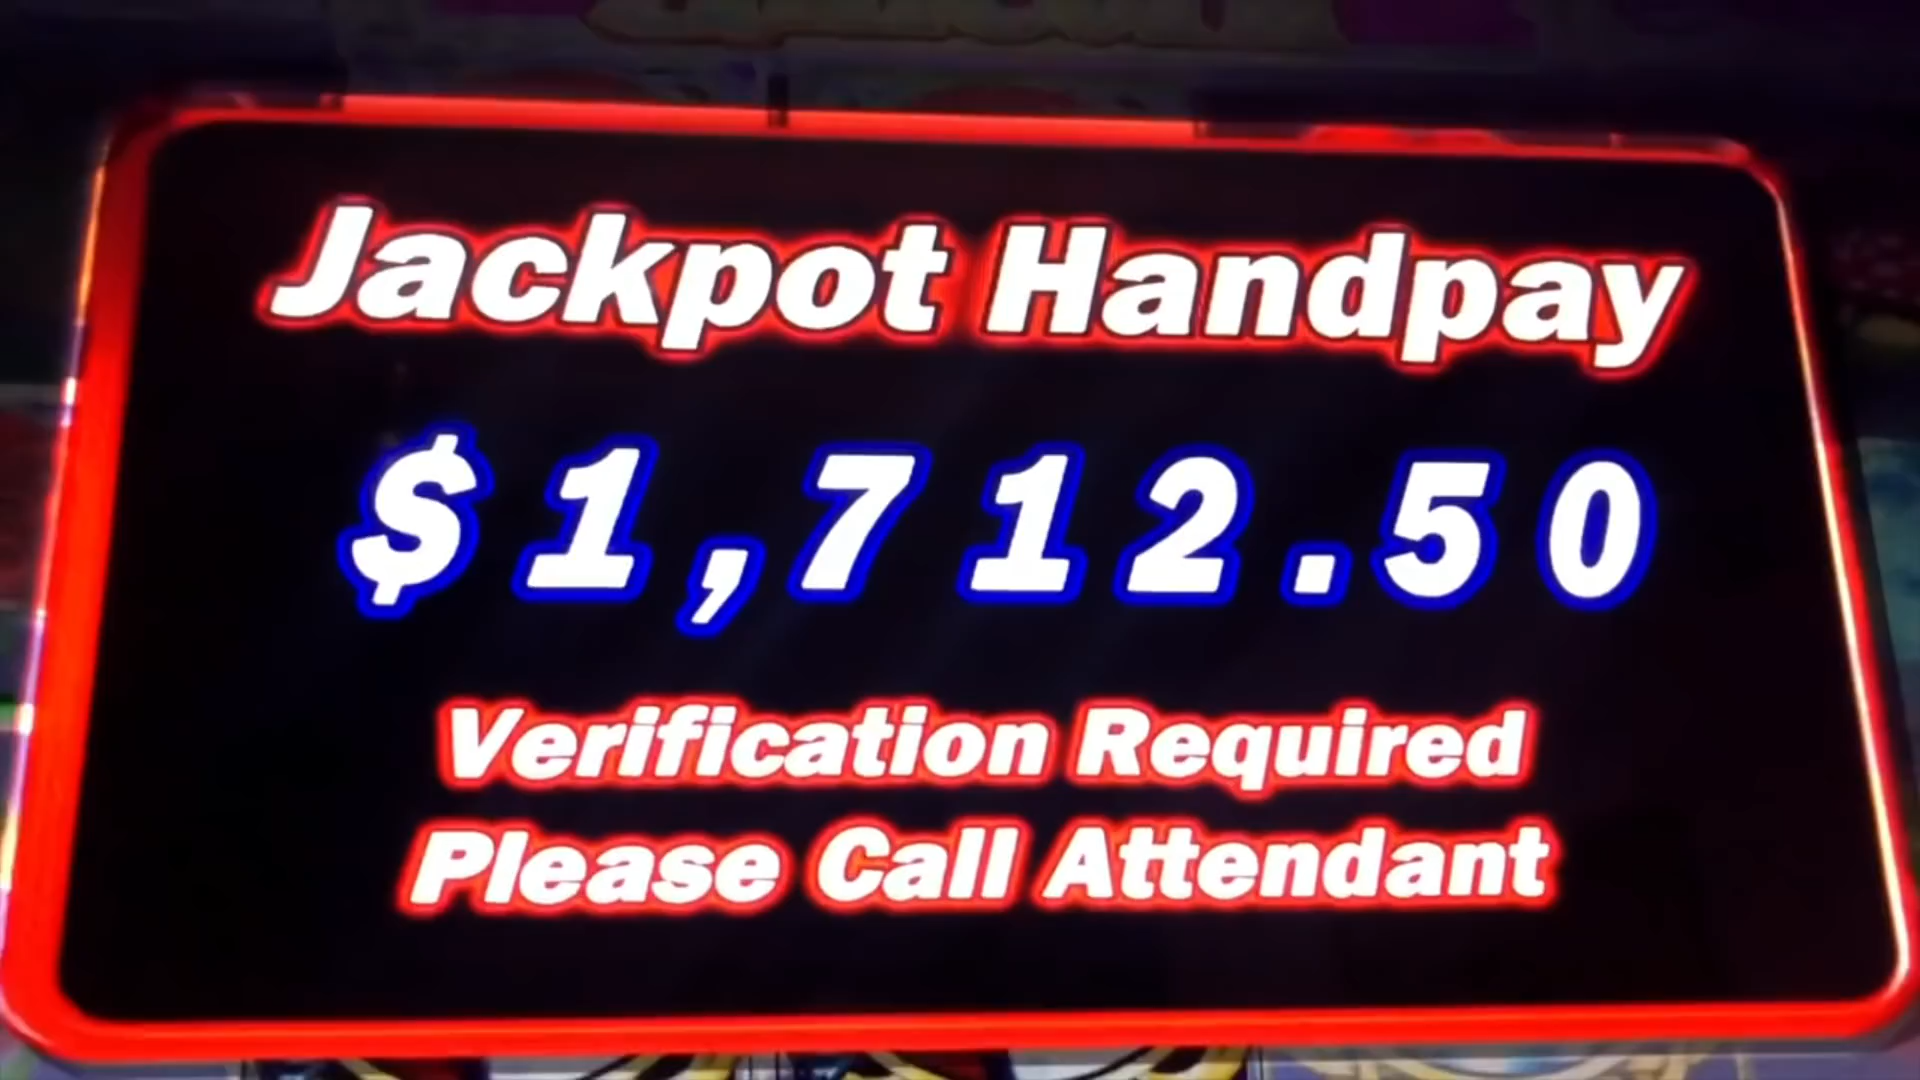 Jackpot Handpay
$1,712.50
Verification Required
Please Call Attendant